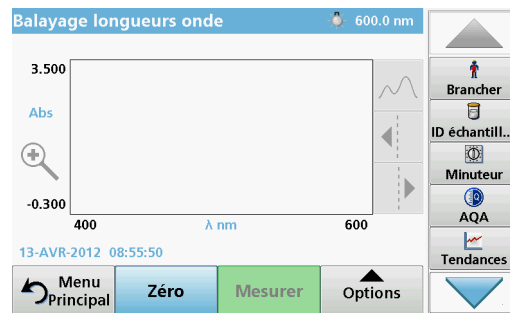 Balayage longueurs onde 600.0 nm
3.500
Abs
-0.300
400 λ nm 600
13-AVR-2012 08:55:50
Menu
Principal
Zéro
Mesurer
Options
Brancher
ID échantill..
Minuteur
AQA
Tendances